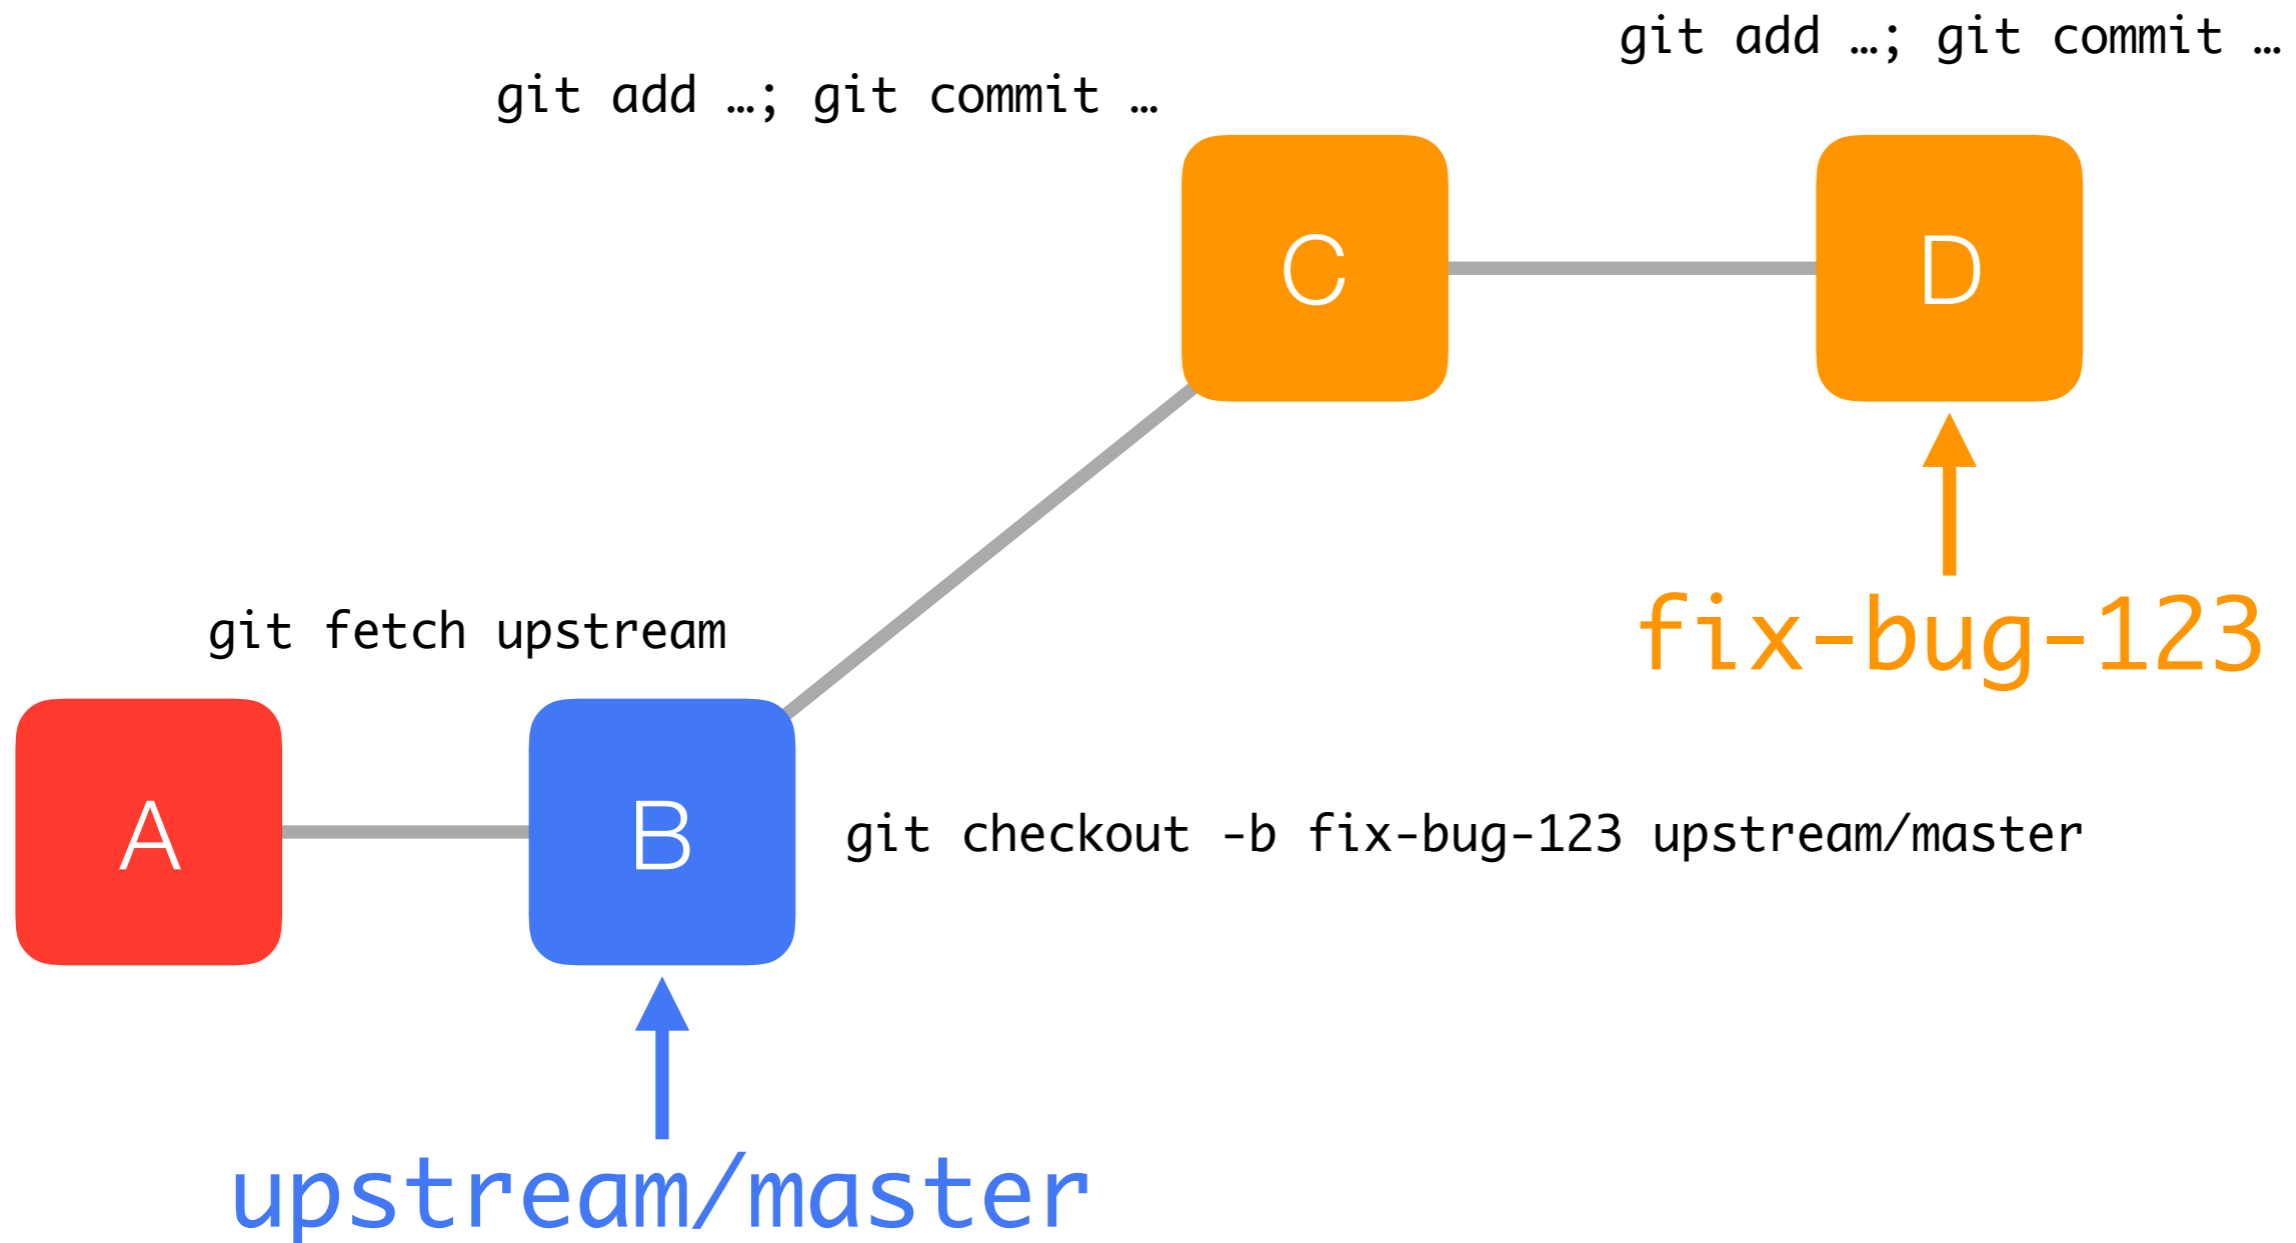 git add …; git commit …
git add …; git commit …
C
D
fix-bug-123
git fetch upstream
A
B
git checkout -b fix-bug-123 upstream/master
upstream/master